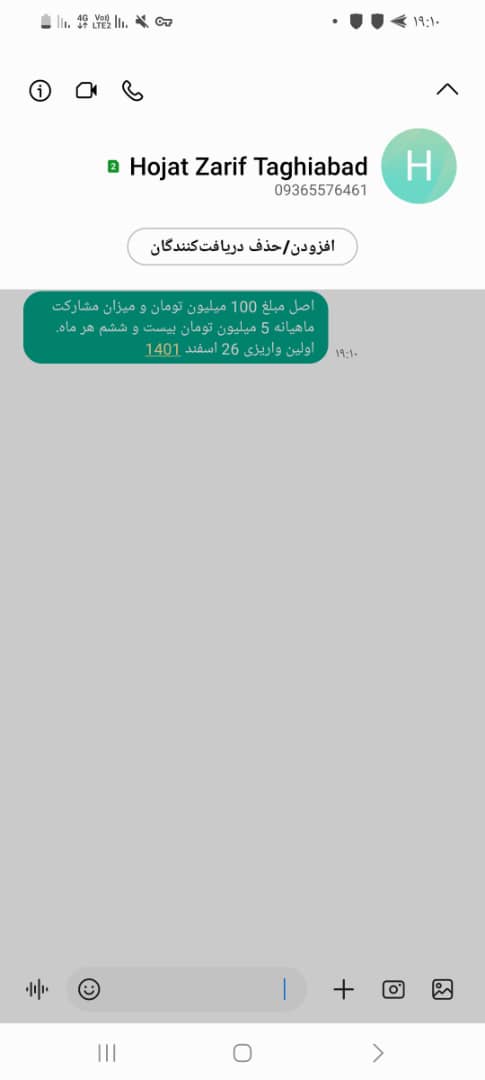 ۱۹:۱۰
4G
Vo))
LTE2
Hojat Zarif Taghiabad
2
H
09365576461
افزودن/حذف دریافت‌کنندگان
اصل مبلغ 100 میلیون تومان و میزان مشارکت
ماهیانه 5 میلیون تومان بیست و ششم هر ماه.
اولین واریزی 26 اسفند 1401
۱۹:۱۰